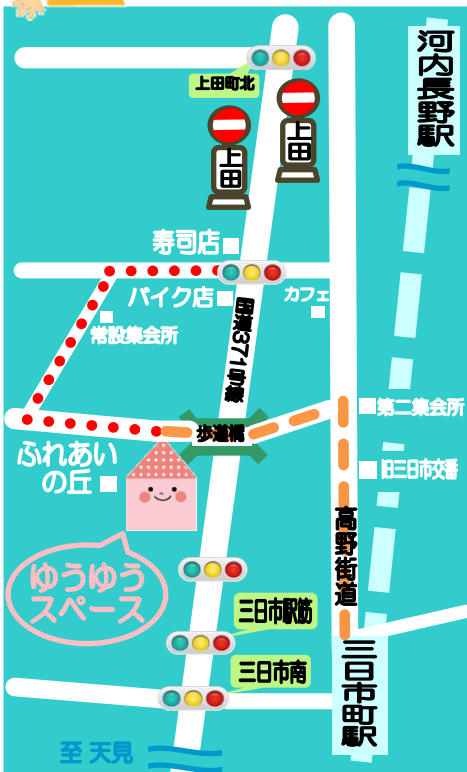 河内長野駅
上田町北
上田
上田
寿司店
バイク店
カフェ
国道371号線
常設集会所
第二集会所
歩道橋
ふれあい
の丘
旧三日市交番
高野街道
ゆうゆう
スペース
三日市駅筋
三日市南
三日市町駅
至 天見